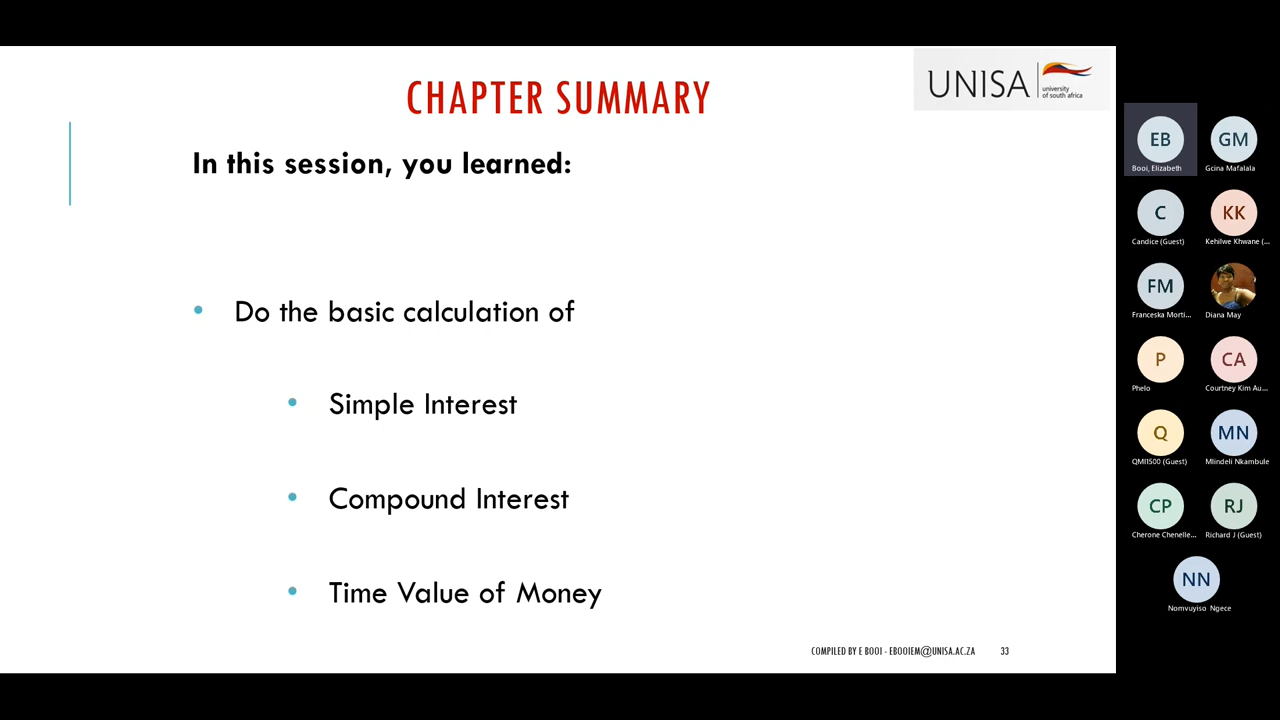 CHAPTER SUMMARY
UNISA
university
of south africa
In this session, you learned:
• Do the basic calculation of
• Simple Interest
• Compound Interest
• Time Value of Money
COMPILED BY E BOOI - EBOOIEM@UNISA.AC.ZA 33
EB
Booi, Elizabeth
GM
Gcina Mafalala
C
Candice (Guest)
KK
Kehilwe Khwane (...
FM
Franceska Morti...
Diana May
P
Phelo
CA
Courtney Kim Au...
Q
QMI1500 (Guest)
MN
Mlindeli Nkambule
CP
Cherone Chenelle...
RJ
Richard J (Guest)
NN
Nomvuyiso Ngece